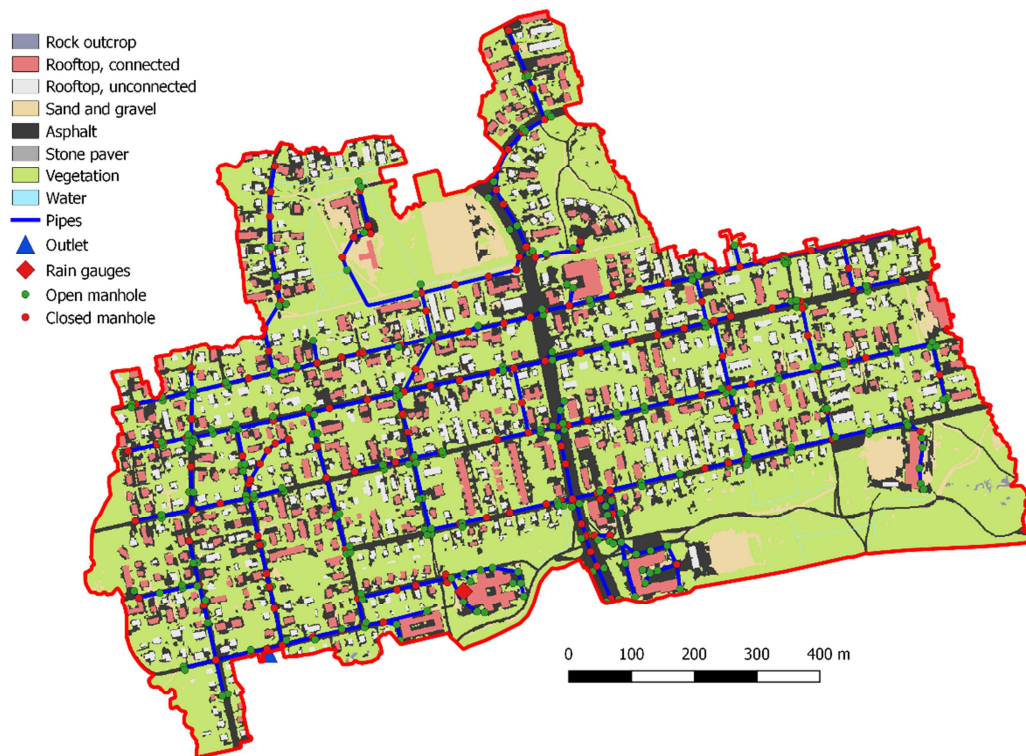 Rock outcrop
Rooftop, connected
Rooftop, unconnected
Sand and gravel
Asphalt
Stone paver
Vegetation
Water
Pipes
Outlet
Rain gauges
Open manhole
Closed manhole
0 100 200 300 400 m